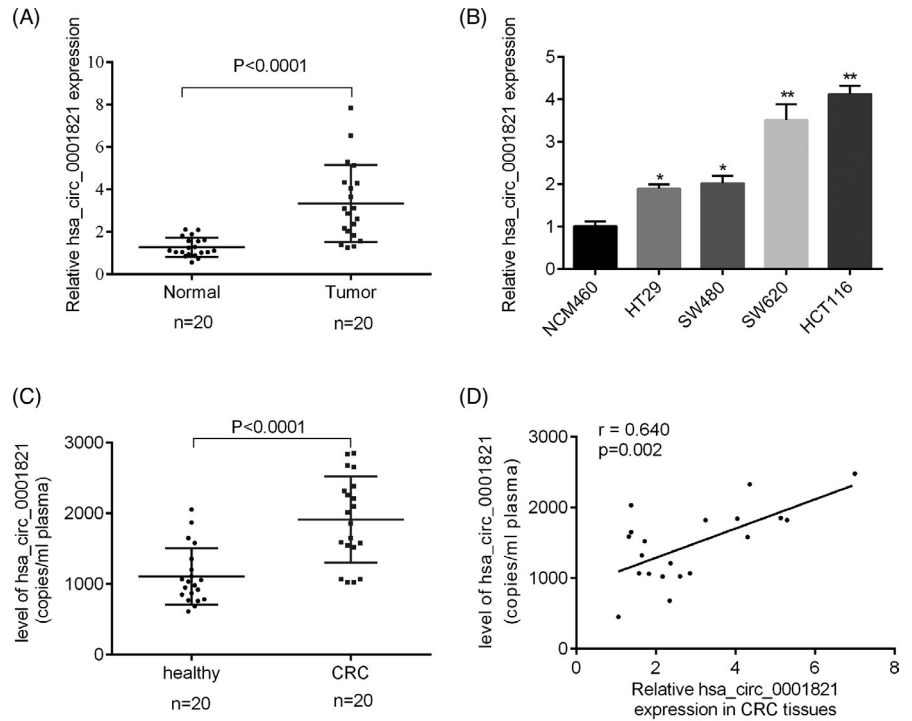 (A)
Relative hsa_circ_0001821 expression
10
8
6
4
2
0
P<0.0001
Normal
Tumor
n=20
n=20
(B)
Relative hsa_circ_0001821 expression
5
4
3
2
1
0
*
*
**
**
NCM460
HT29
SW480
SW620
HCT116
(C)
level of hsa_circ_0001821
(copies/ml plasma)
3000
2000
1000
0
P<0.0001
healthy
CRC
n=20
n=20
(D)
level of hsa_circ_0001821
(copies/ml plasma)
3000
2000
1000
0
r = 0.640
p=0.002
0
2
4
6
8
Relative hsa_circ_0001821
expression in CRC tissues